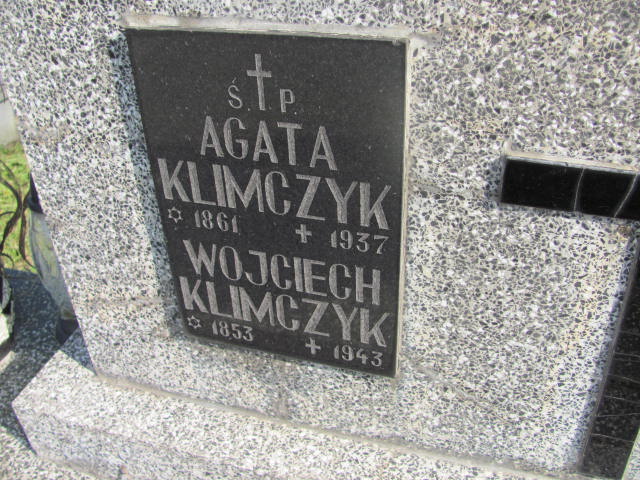 Ś. † P.
AGATA
KLIMCZYK
✡ 1861 † 1937
WOJCIECH
KLIMCZYK
✡ 1853 † 1943